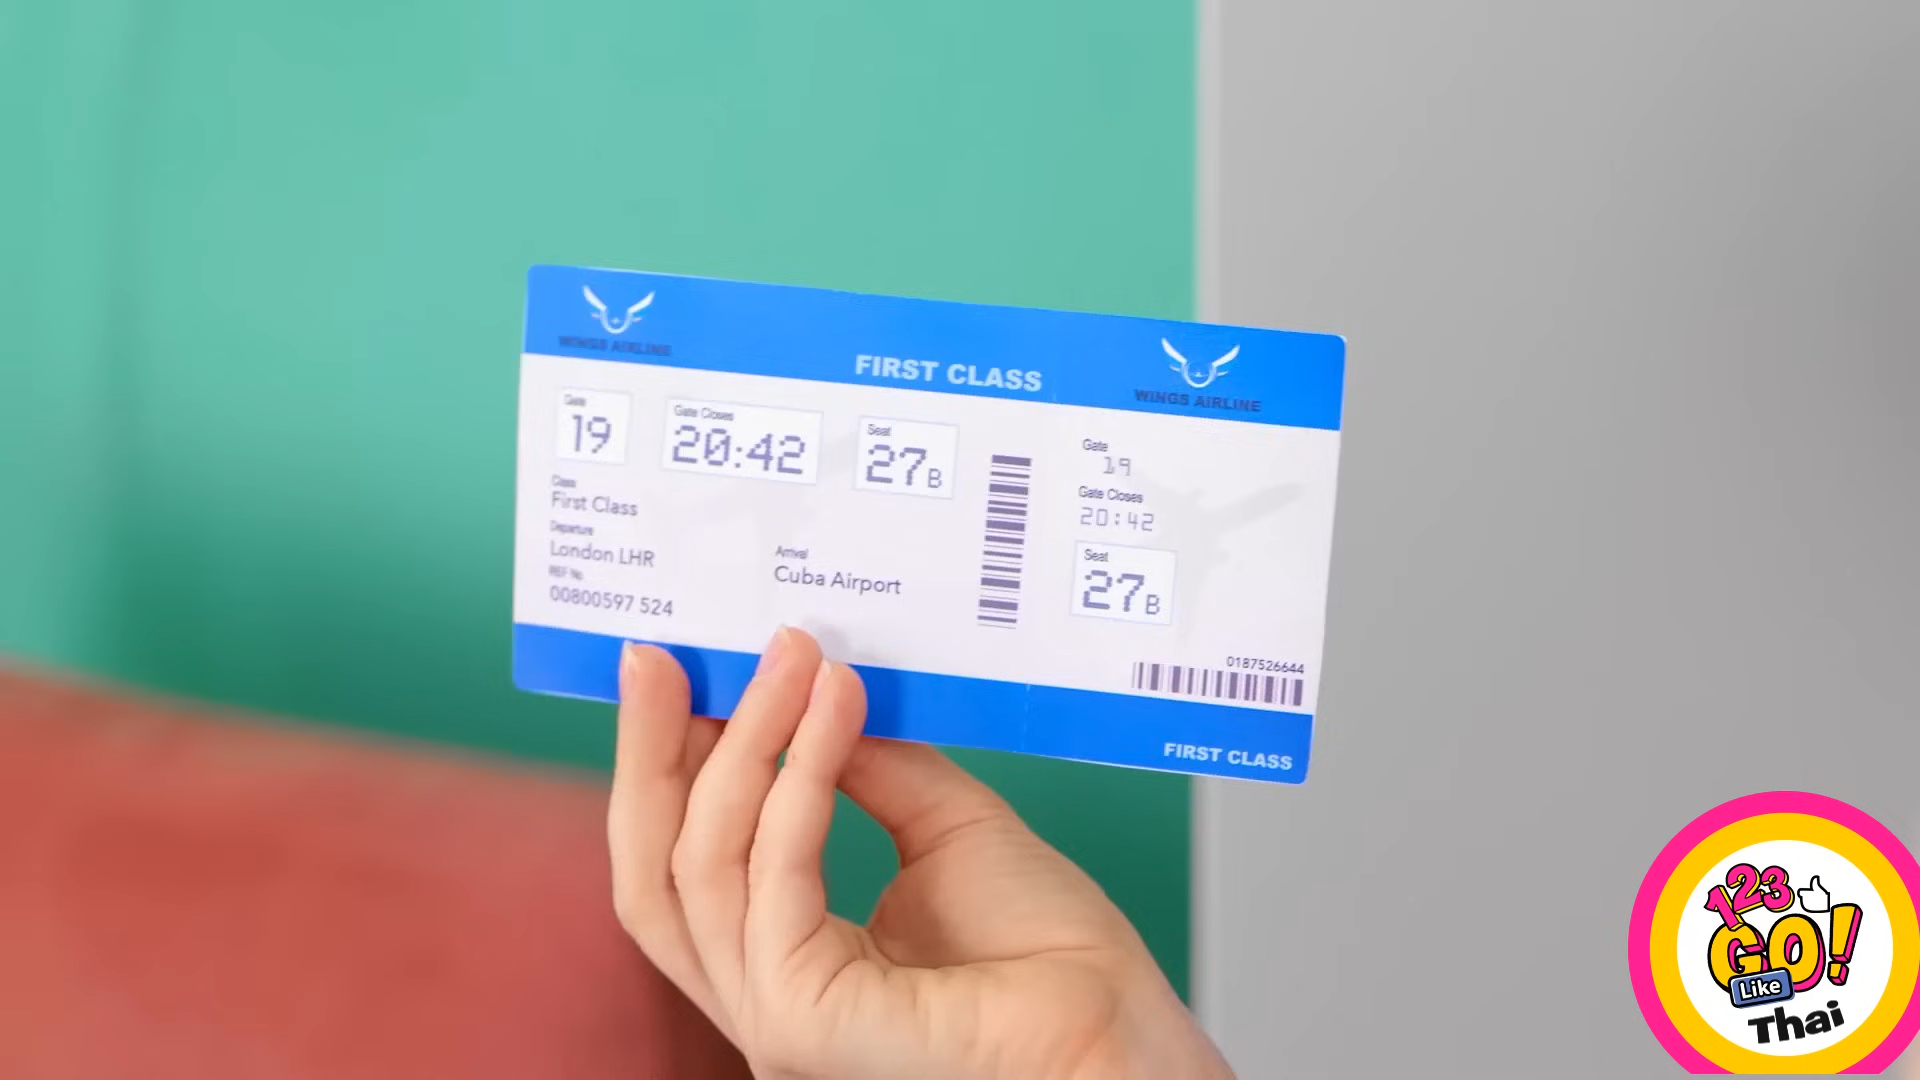 WINGS AIRLINE
FIRST CLASS
WINGS AIRLINE
Gate
19
Gate Closes
20:42
Seat
27B
Class
First Class
Departure
London LHR
REF No
00800597 524
Arrival
Cuba Airport
Gate
19
Gate Closes
20:42
Seat
27B
0187526644
FIRST CLASS
123
GO!
Like
Thai